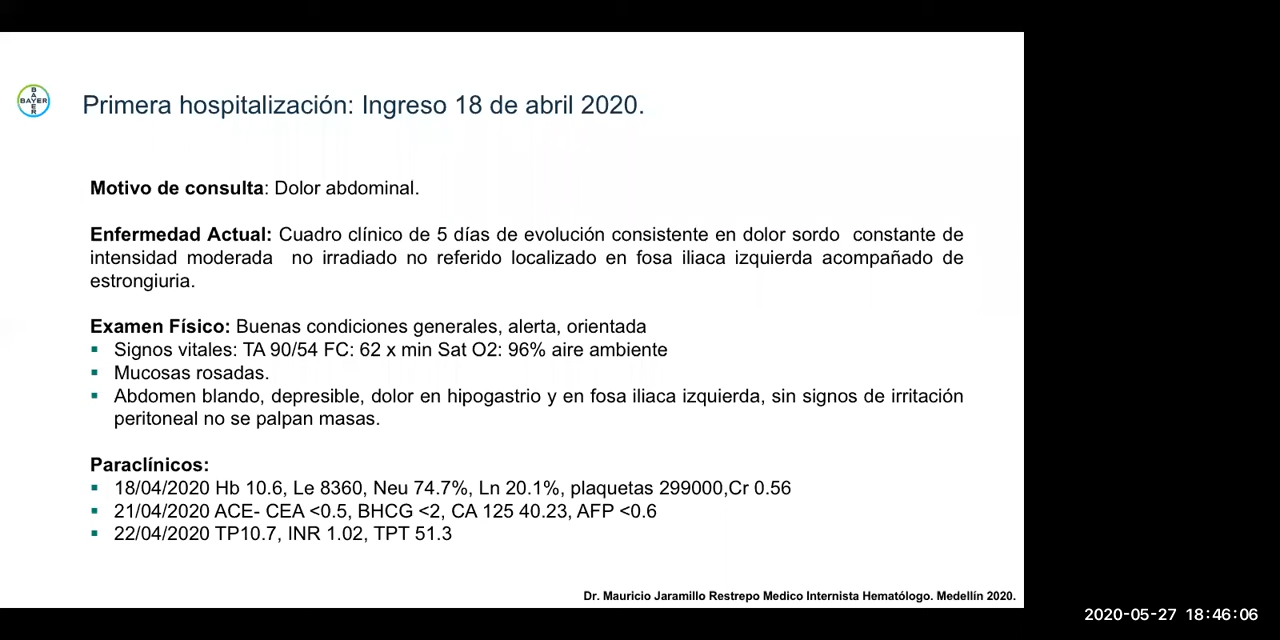 BAYER
BAYER
Primera hospitalización: Ingreso 18 de abril 2020.
Motivo de consulta: Dolor abdominal.
Enfermedad Actual: Cuadro clínico de 5 días de evolución consistente en dolor sordo constante de
intensidad moderada no irradiado no referido localizado en fosa iliaca izquierda acompañado de
estrongiuria.
Examen Físico: Buenas condiciones generales, alerta, orientada
▪ Signos vitales: TA 90/54 FC: 62 x min Sat O2: 96% aire ambiente
▪ Mucosas rosadas.
▪ Abdomen blando, depresible, dolor en hipogastrio y en fosa iliaca izquierda, sin signos de irritación
peritoneal no se palpan masas.
Paraclínicos:
▪ 18/04/2020 Hb 10.6, Le 8360, Neu 74.7%, Ln 20.1%, plaquetas 299000,Cr 0.56
▪ 21/04/2020 ACE- CEA <0.5, BHCG <2, CA 125 40.23, AFP <0.6
▪ 22/04/2020 TP10.7, INR 1.02, TPT 51.3
Dr. Mauricio Jaramillo Restrepo Medico Internista Hematólogo. Medellín 2020.
2020-05-27 18:46:06